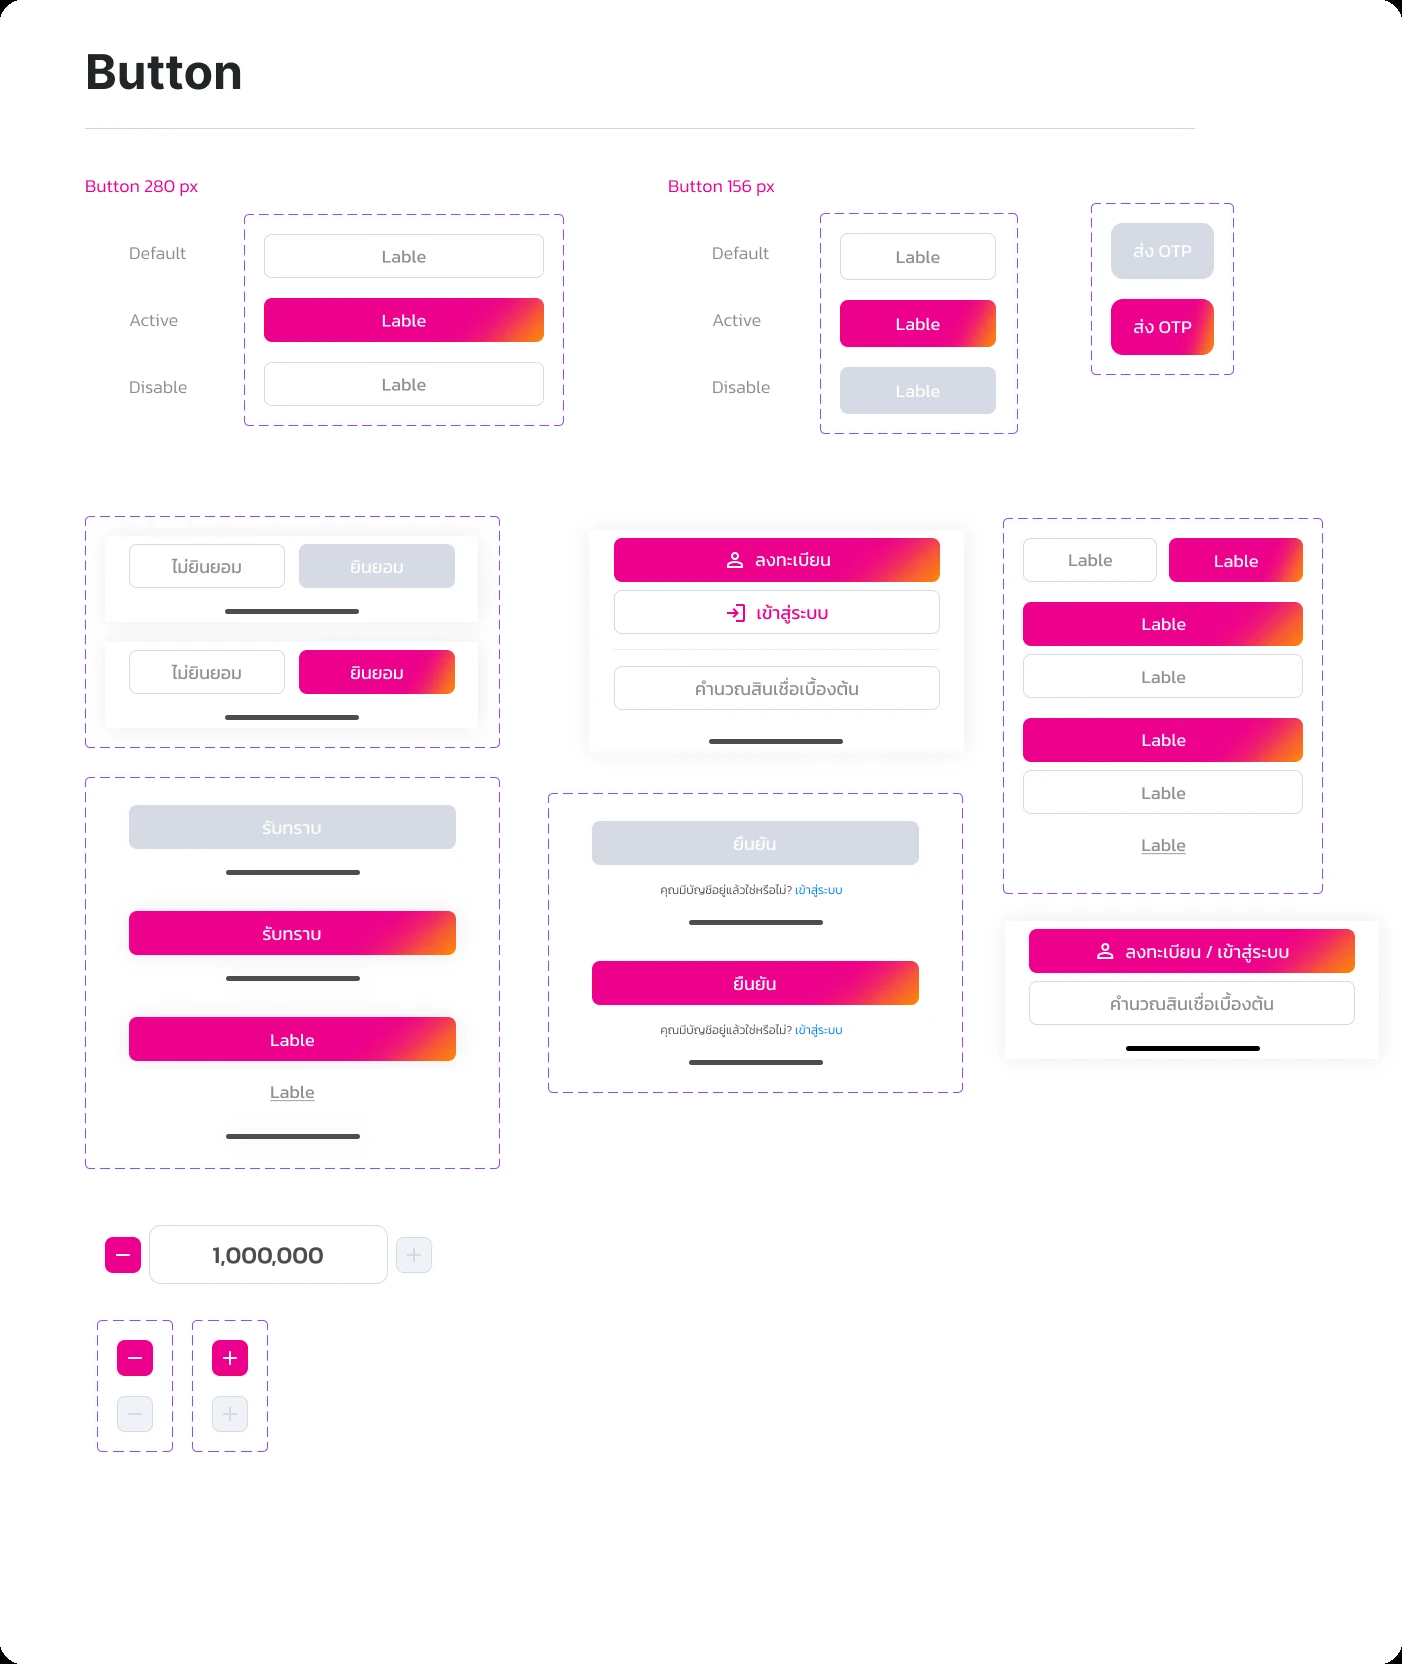 Button
Button 280 px
Default
Lable
Active
Lable
Disable
Lable
Button 156 px
Default
Lable
Active
Lable
Disable
Lable
ส่ง OTP
ส่ง OTP
ไม่ยินยอม
ยินยอม
ไม่ยินยอม
ยินยอม
ลงทะเบียน
เข้าสู่ระบบ
คำนวณสินเชื่อเบื้องต้น
Lable
Lable
Lable
Lable
Lable
Lable
Lable
รับทราบ
รับทราบ
Lable
Lable
ยืนยัน
คุณมีบัญชีอยู่แล้วใช่หรือไม่? เข้าสู่ระบบ
ยืนยัน
คุณมีบัญชีอยู่แล้วใช่หรือไม่? เข้าสู่ระบบ
ลงทะเบียน / เข้าสู่ระบบ
คำนวณสินเชื่อเบื้องต้น
1,000,000